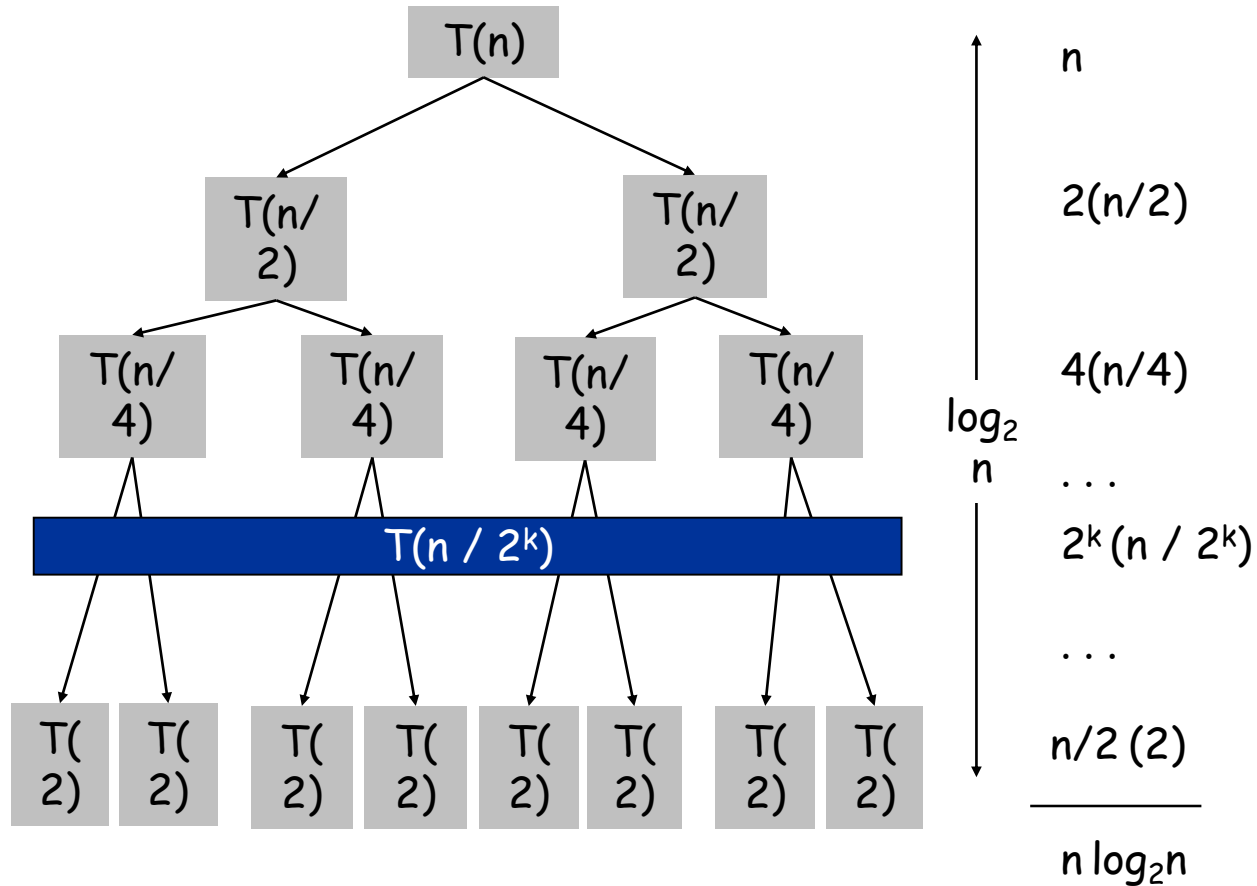 T(n)
n
T(n/
2)
T(n/
2)
2(n/2)
T(n/
4)
T(n/
4)
T(n/
4)
T(n/
4)
4(n/4)
log₂
n
. . .
T(n / 2ᵏ)
2ᵏ (n / 2ᵏ)
. . .
T(
2)
T(
2)
T(
2)
T(
2)
T(
2)
T(
2)
T(
2)
T(
2)
n/2 (2)
n log₂n